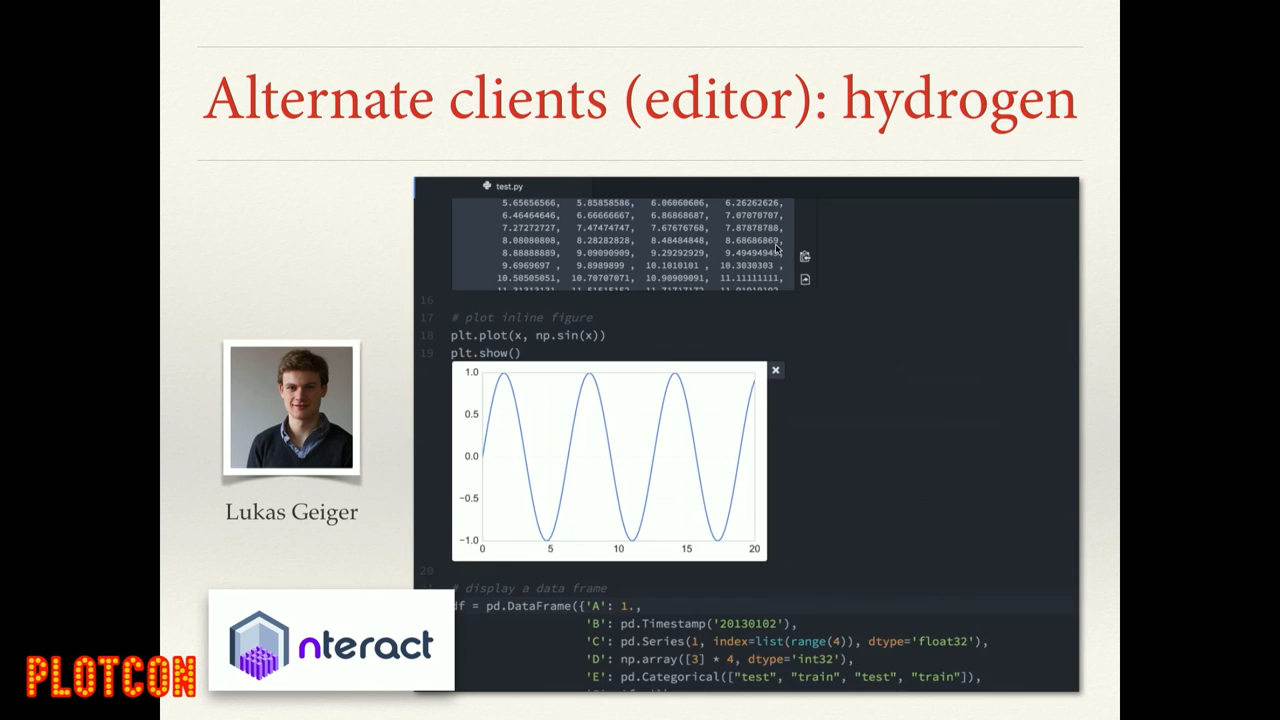 Alternate clients (editor): hydrogen
test.py
5.65656566, 5.85858586, 6.06060606, 6.26262626,
6.46464646, 6.66666667, 6.86868687, 7.07070707,
7.27272727, 7.47474747, 7.67676768, 7.87878788,
8.08080808, 8.28282828, 8.48484848, 8.68686869,
8.88888889, 9.09090909, 9.29292929, 9.49494949,
9.6969697 , 9.8989899 , 10.1010101 , 10.3030303 ,
10.50505051, 10.70707071, 10.90909091, 11.11111111,
16
17 # plot inline figure
18 plt.plot(x, np.sin(x))
19 plt.show()
1.0
0.5
0.0
−0.5
−1.0
0 5 10 15 20
20
# display a data frame
df = pd.DataFrame({'A': 1.,
'B': pd.Timestamp('20130102'),
'C': pd.Series(1, index=list(range(4)), dtype='float32'),
'D': np.array([3] * 4, dtype='int32'),
'E': pd.Categorical(["test", "train", "test", "train"]),
Lukas Geiger
nteract
PLOTCON